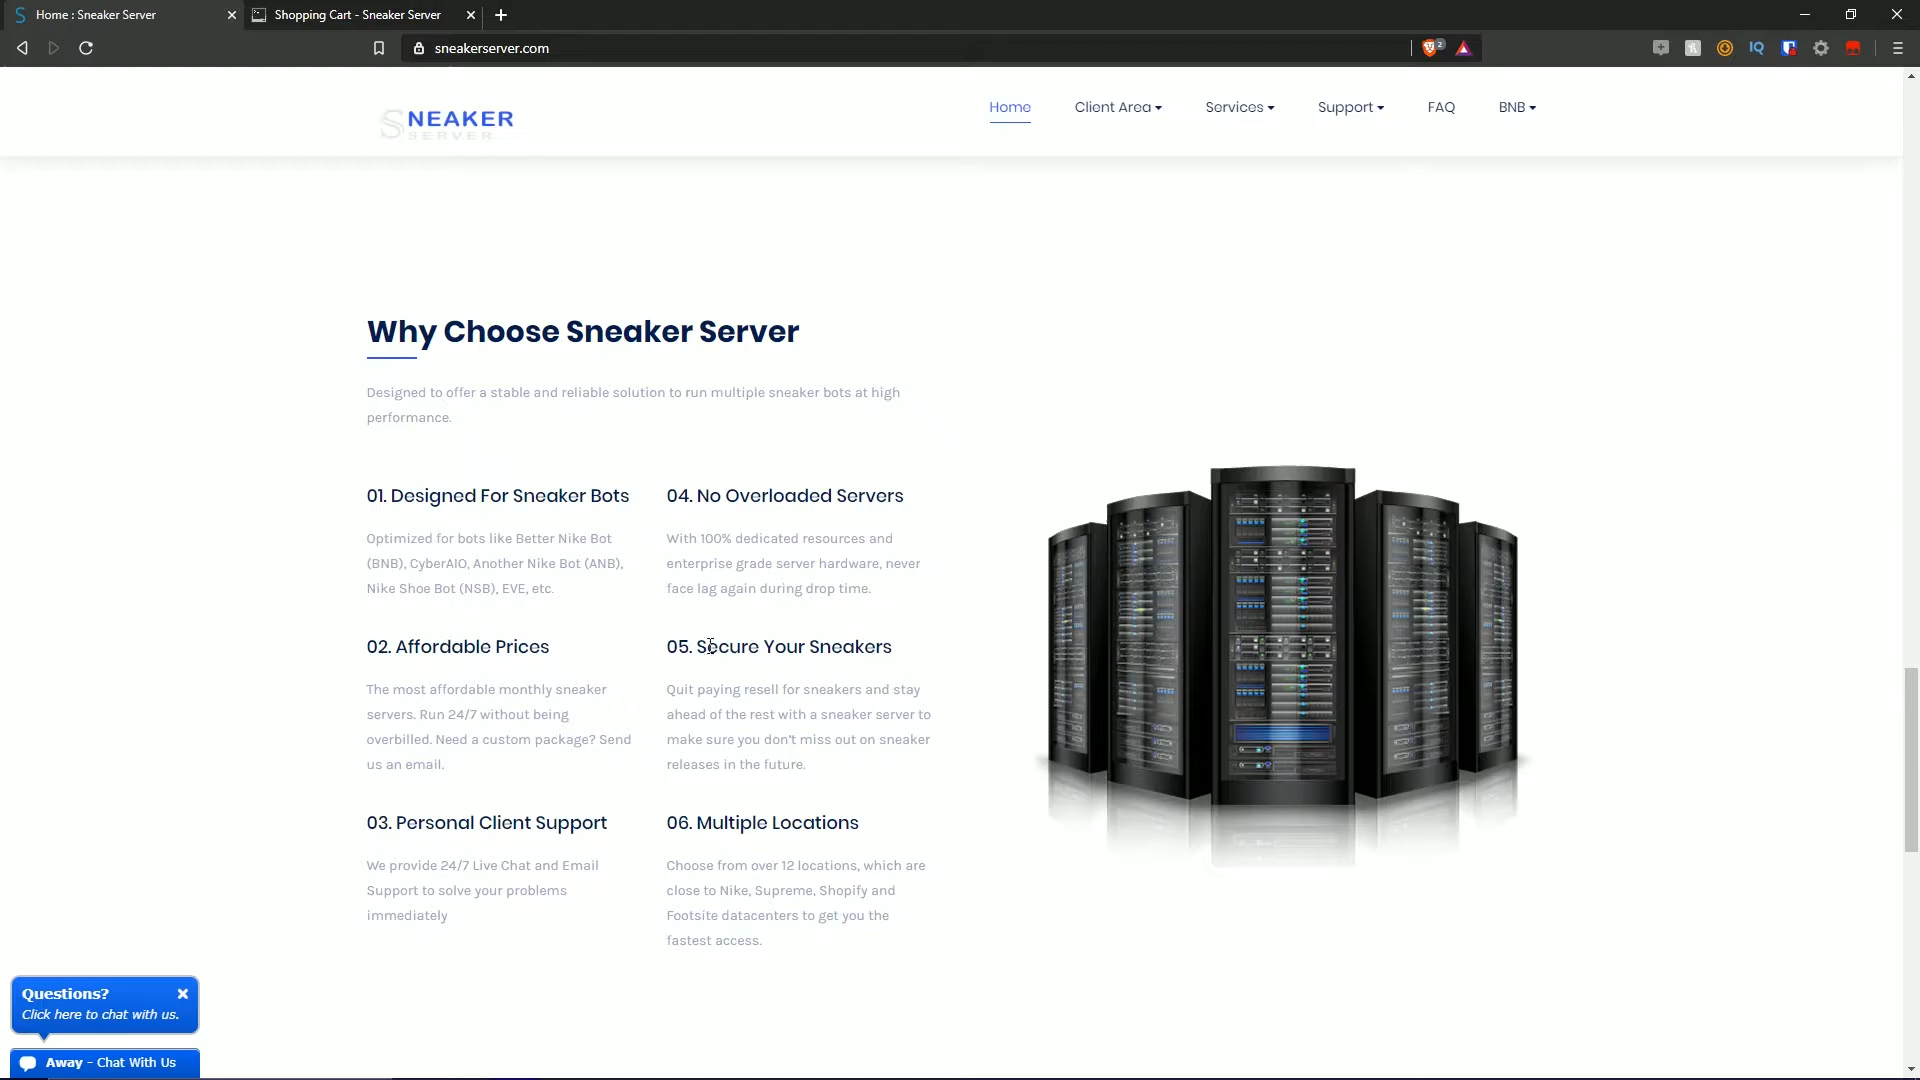 Home : Sneaker Server
Shopping Cart - Sneaker Server
sneakerserver.com
2
IQ
SNEAKER
SERVER
Home
Client Area
Services
Support
FAQ
BNB
Why Choose Sneaker Server
Designed to offer a stable and reliable solution to run multiple sneaker bots at high
performance.
01. Designed For Sneaker Bots
Optimized for bots like Better Nike Bot
(BNB), CyberAIO, Another Nike Bot (ANB),
Nike Shoe Bot (NSB), EVE, etc.
02. Affordable Prices
The most affordable monthly sneaker
servers. Run 24/7 without being
overbilled. Need a custom package? Send
us an email.
03. Personal Client Support
We provide 24/7 Live Chat and Email
Support to solve your problems
immediately
04. No Overloaded Servers
With 100% dedicated resources and
enterprise grade server hardware, never
face lag again during drop time.
05. Secure Your Sneakers
Quit paying resell for sneakers and stay
ahead of the rest with a sneaker server to
make sure you don't miss out on sneaker
releases in the future.
06. Multiple Locations
Choose from over 12 locations, which are
close to Nike, Supreme, Shopify and
Footsite datacenters to get you the
fastest access.
Questions?
Click here to chat with us.
Away - Chat With Us